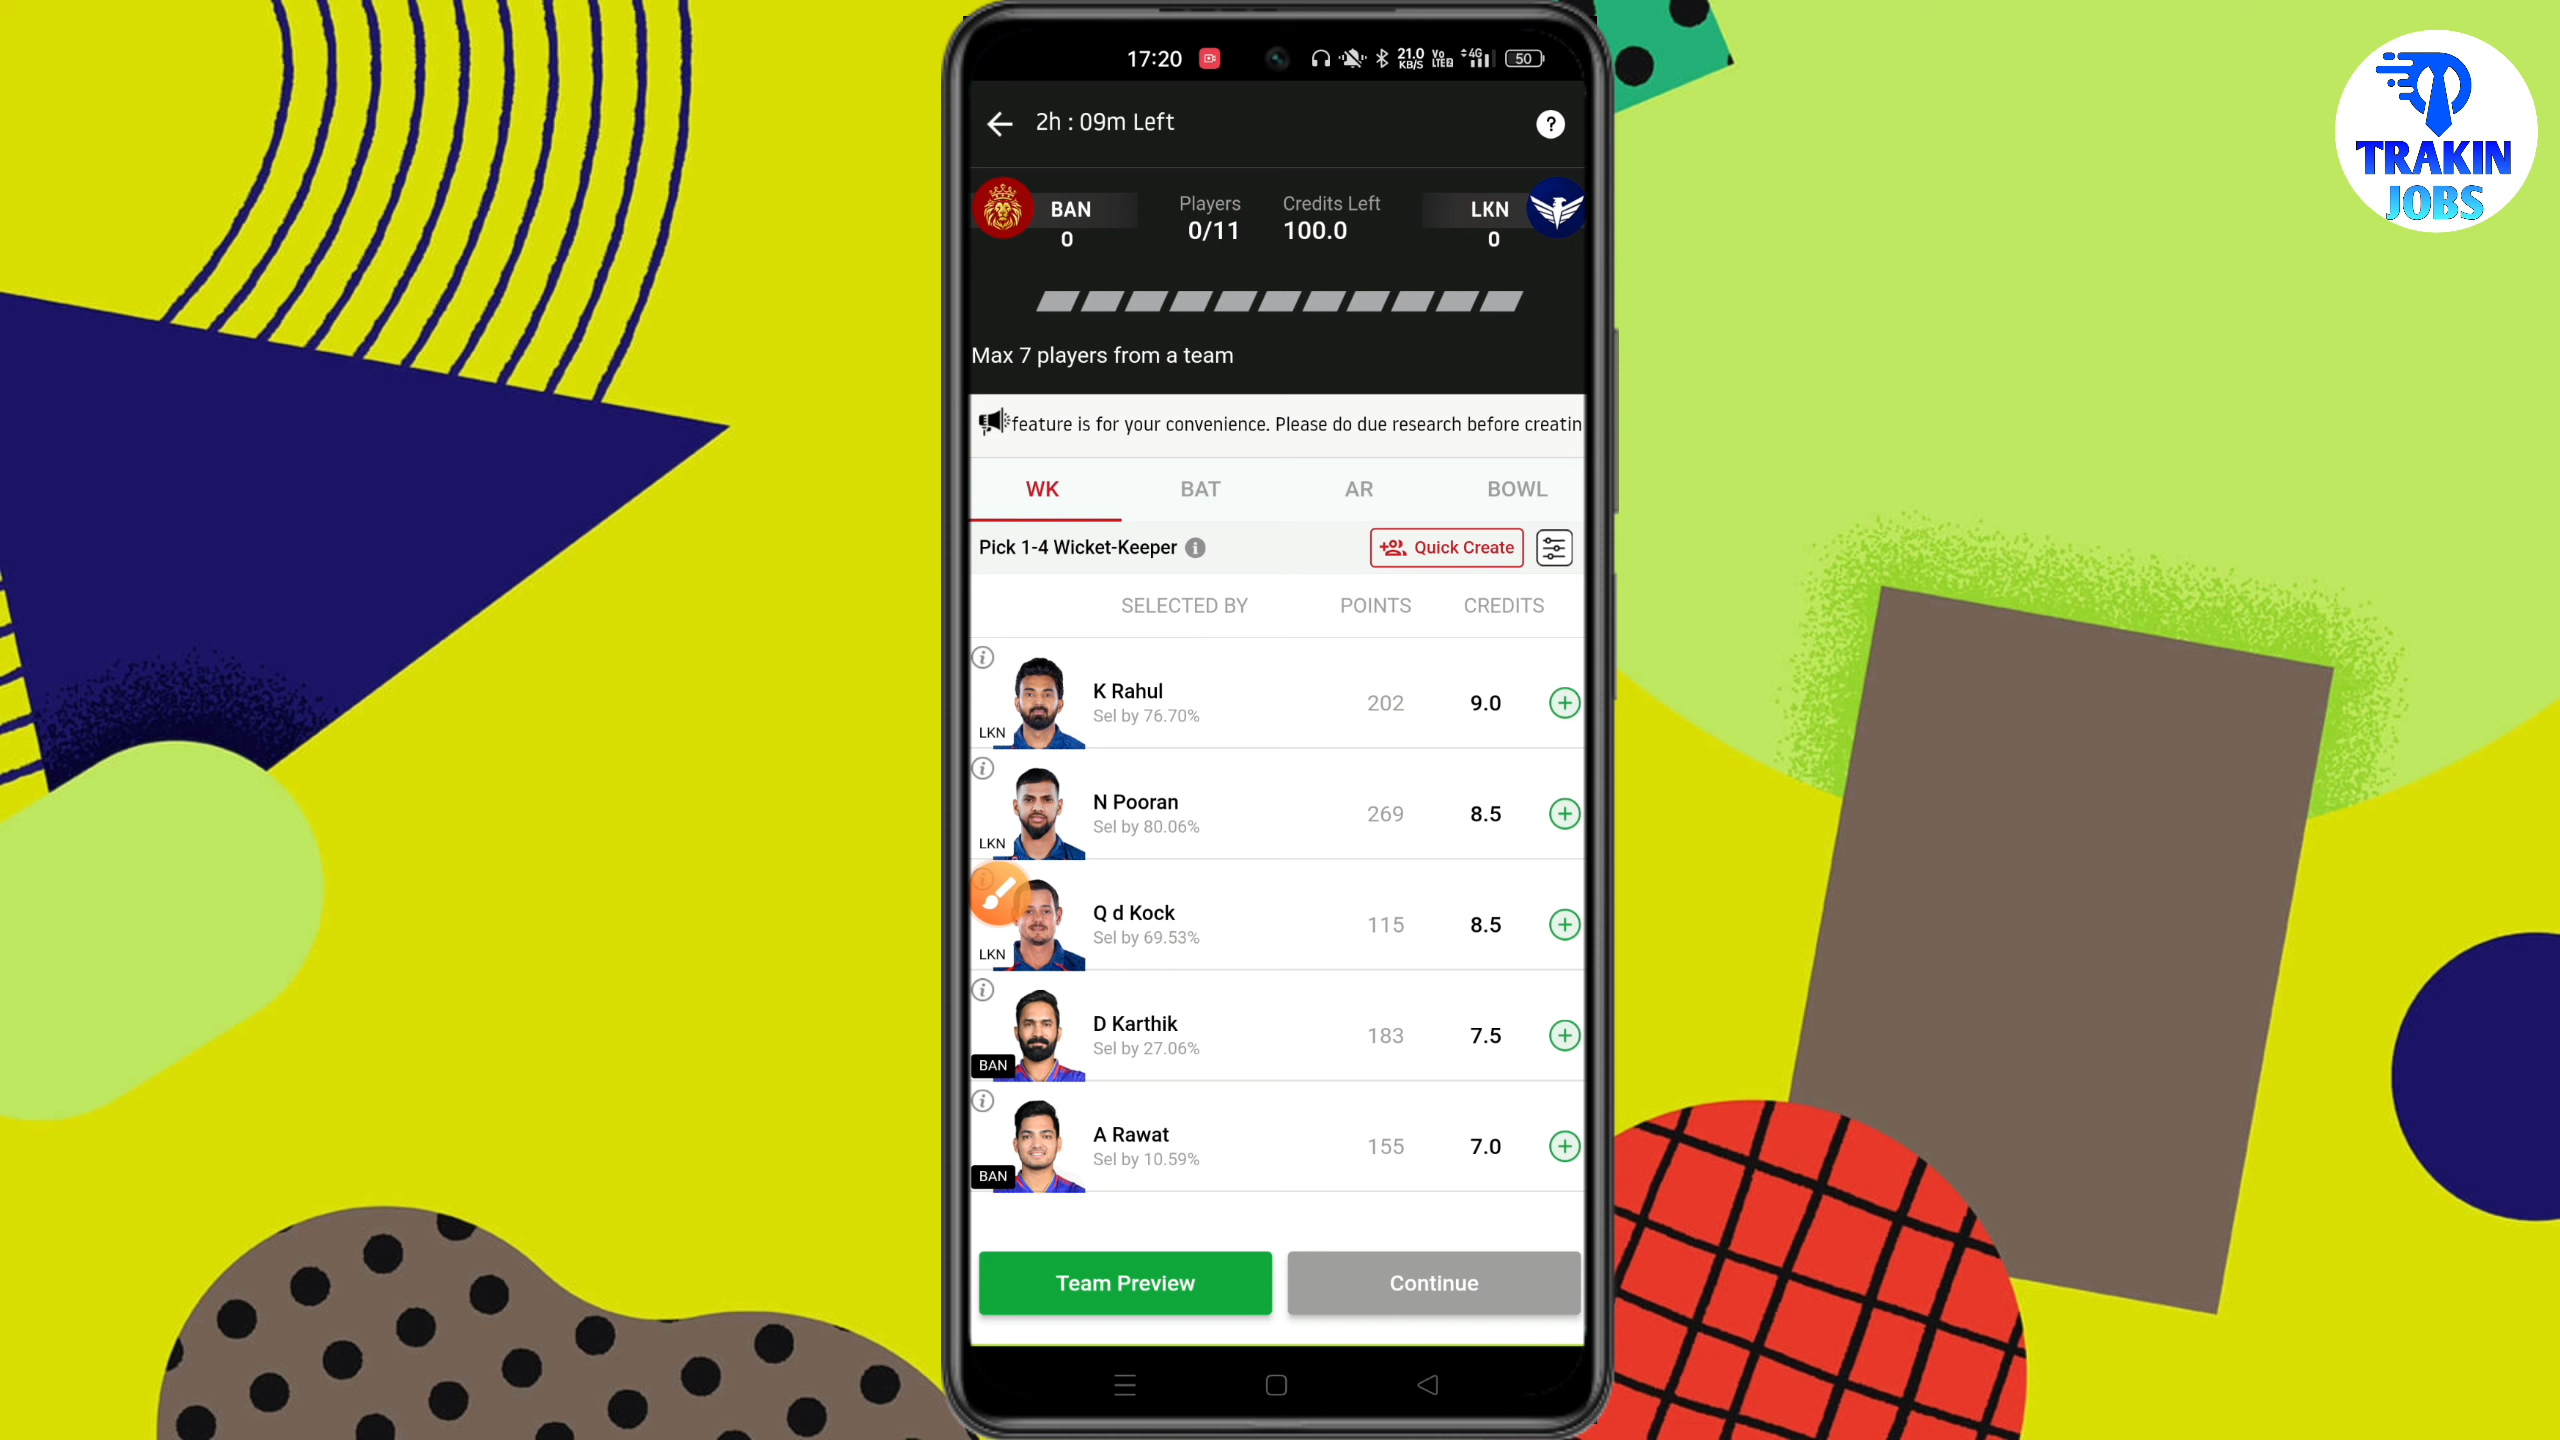 17:20
21.0 KB/S
Vo LTE2
4G
50
2h : 09m Left
?
BAN
0
Players
0/11
Credits Left
100.0
LKN
0
Max 7 players from a team
feature is for your convenience. Please do due research before creatin
WK
BAT
AR
BOWL
Pick 1-4 Wicket-Keeper i
Quick Create
SELECTED BY
POINTS
CREDITS
i
K Rahul
Sel by 76.70%
LKN
202
9.0
i
N Pooran
Sel by 80.06%
LKN
269
8.5
Q d Kock
Sel by 69.53%
LKN
115
8.5
i
D Karthik
Sel by 27.06%
BAN
183
7.5
i
A Rawat
Sel by 10.59%
BAN
155
7.0
Team Preview
Continue
TRAKIN
JOBS